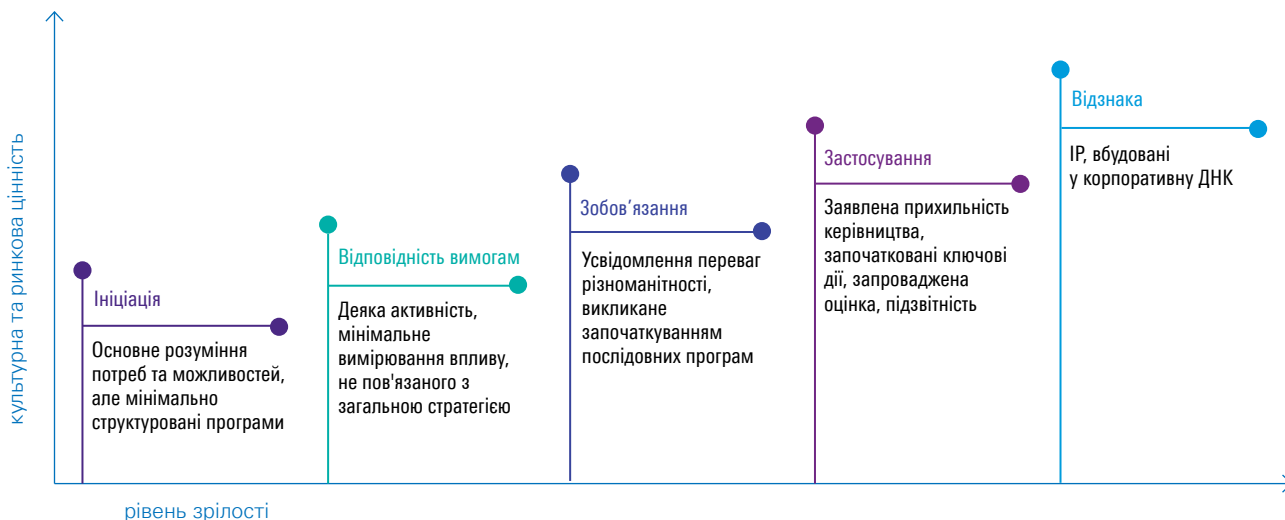 культурна та ринкова цінність
Ініціація
Основне розуміння
потреб та можливостей,
але мінімально
структуровані програми
Відповідність вимогам
Деяка активність,
мінімальне
вимірювання впливу,
не пов'язаного з
загальною стратегією
Зобов’язання
Усвідомлення переваг
різноманітності,
викликане
започаткуванням
послідовних програм
Застосування
Заявлена прихильність
керівництва,
започатковані ключові
дії, запроваджена
оцінка, підзвітність
Відзнака
ІР, вбудовані
у корпоративну ДНК
рівень зрілості